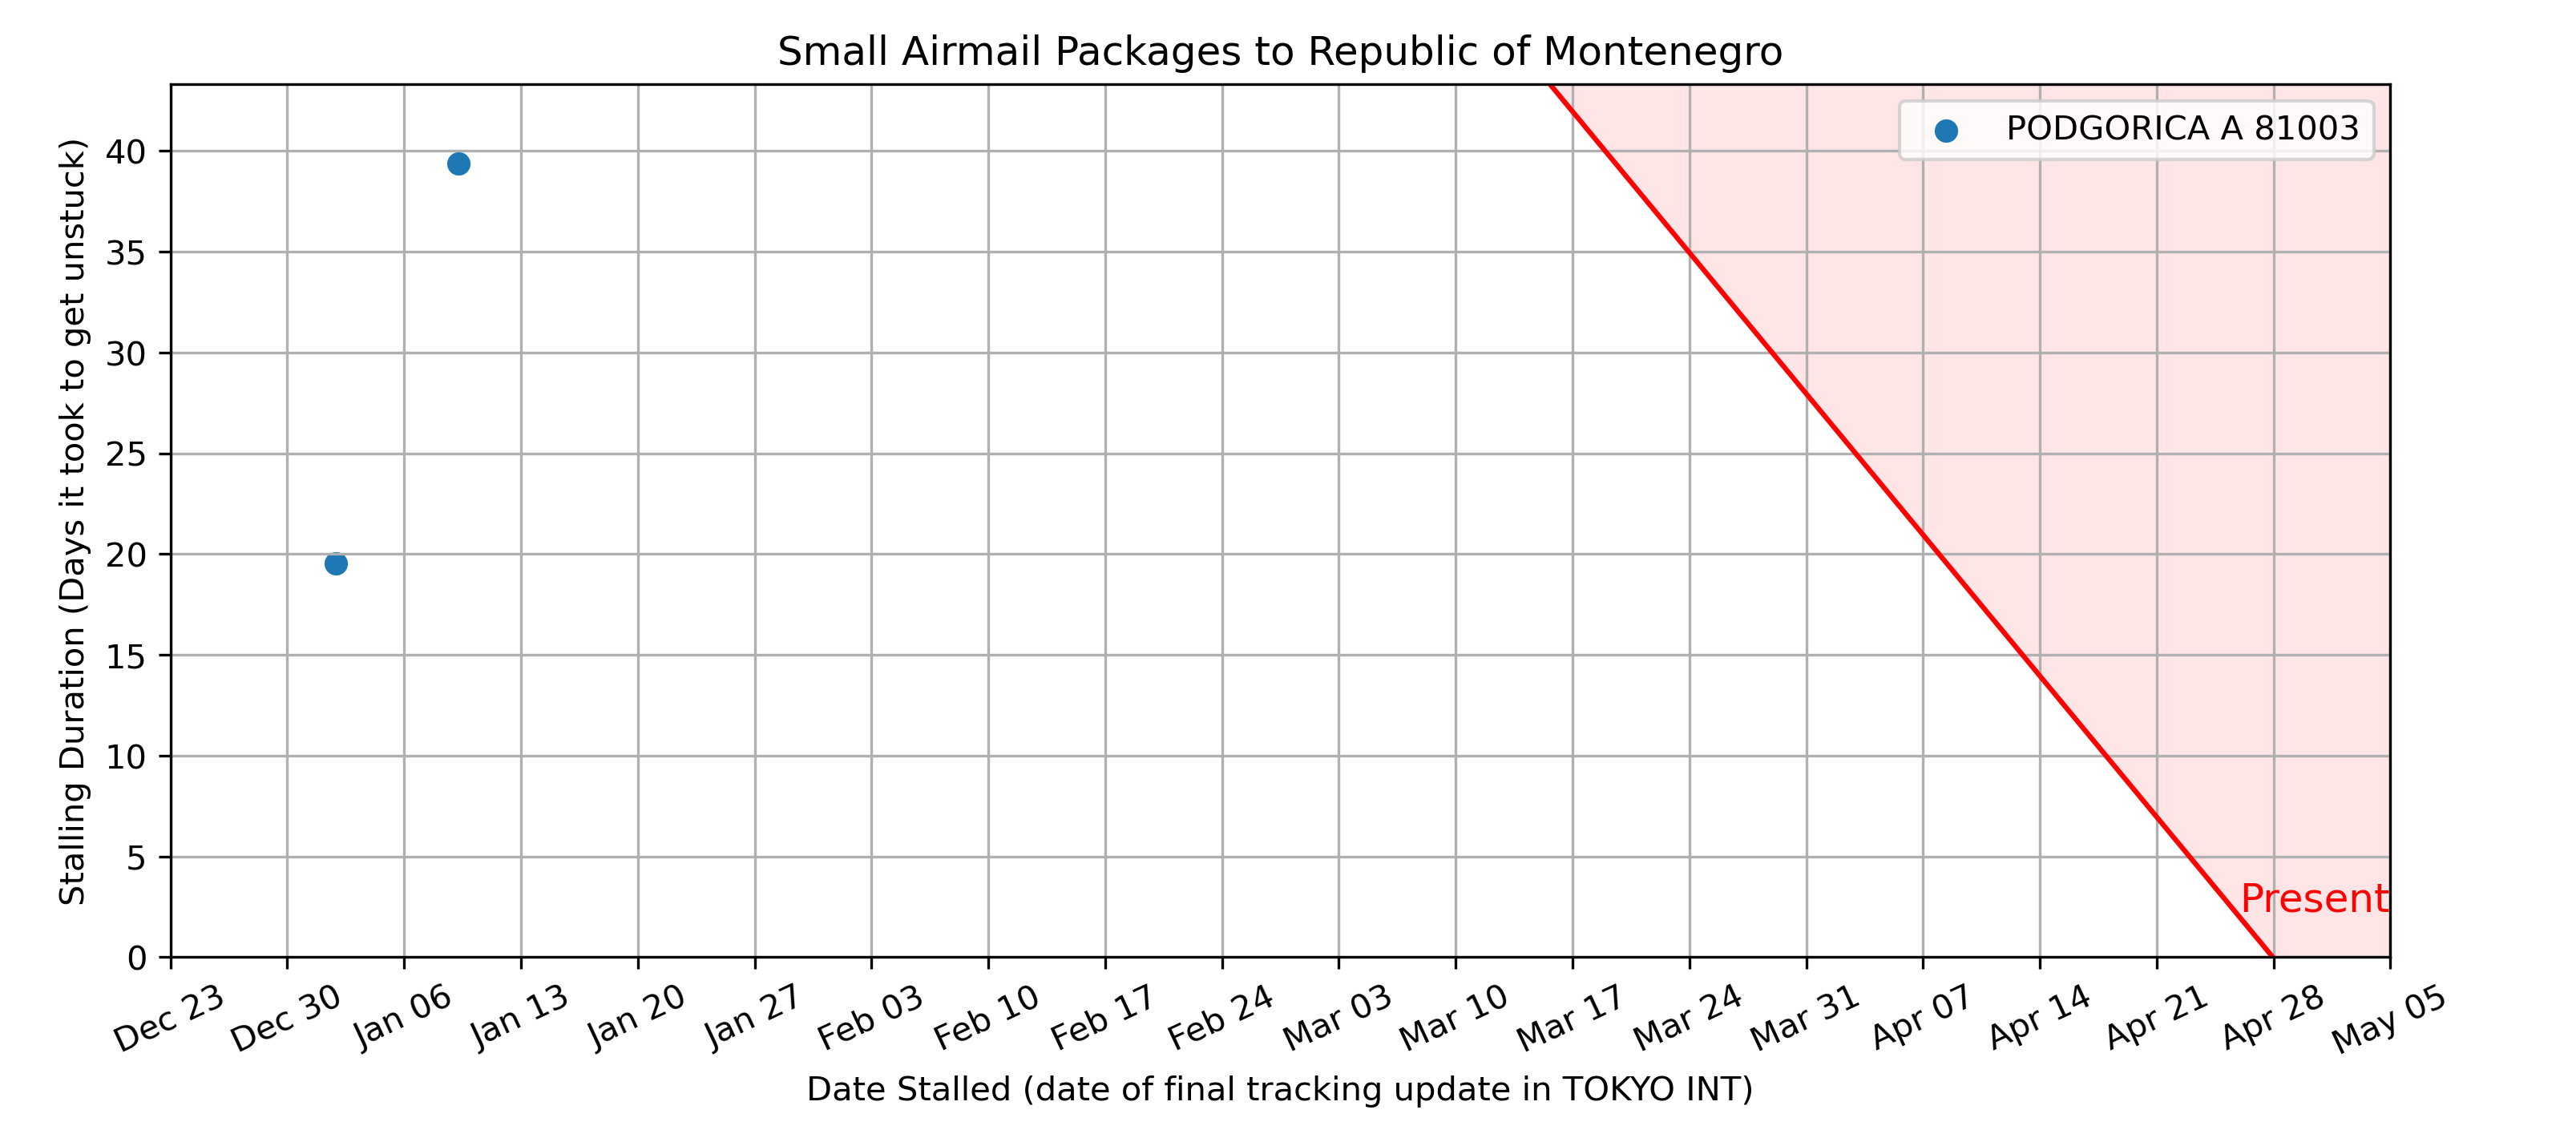 Small Airmail Packages to Republic of Montenegro
PODGORICA A 81003
Stalling Duration (Days it took to get unstuck)
40
35
30
25
20
15
10
5
0
Present
Dec 23
Dec 30
Jan 06
Jan 13
Jan 20
Jan 27
Feb 03
Feb 10
Feb 17
Feb 24
Mar 03
Mar 10
Mar 17
Mar 24
Mar 31
Apr 07
Apr 14
Apr 21
Apr 28
May 05
Date Stalled (date of final tracking update in TOKYO INT)